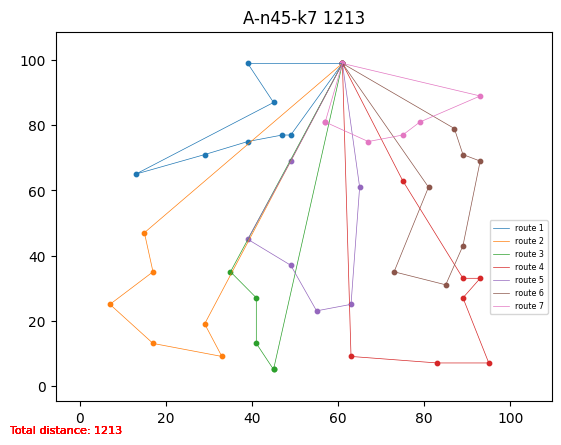 A-n45-k7 1213
100
80
60
40
20
0
0
20
40
60
80
100
route 1
route 2
route 3
route 4
route 5
route 6
route 7
Total distance: 1213